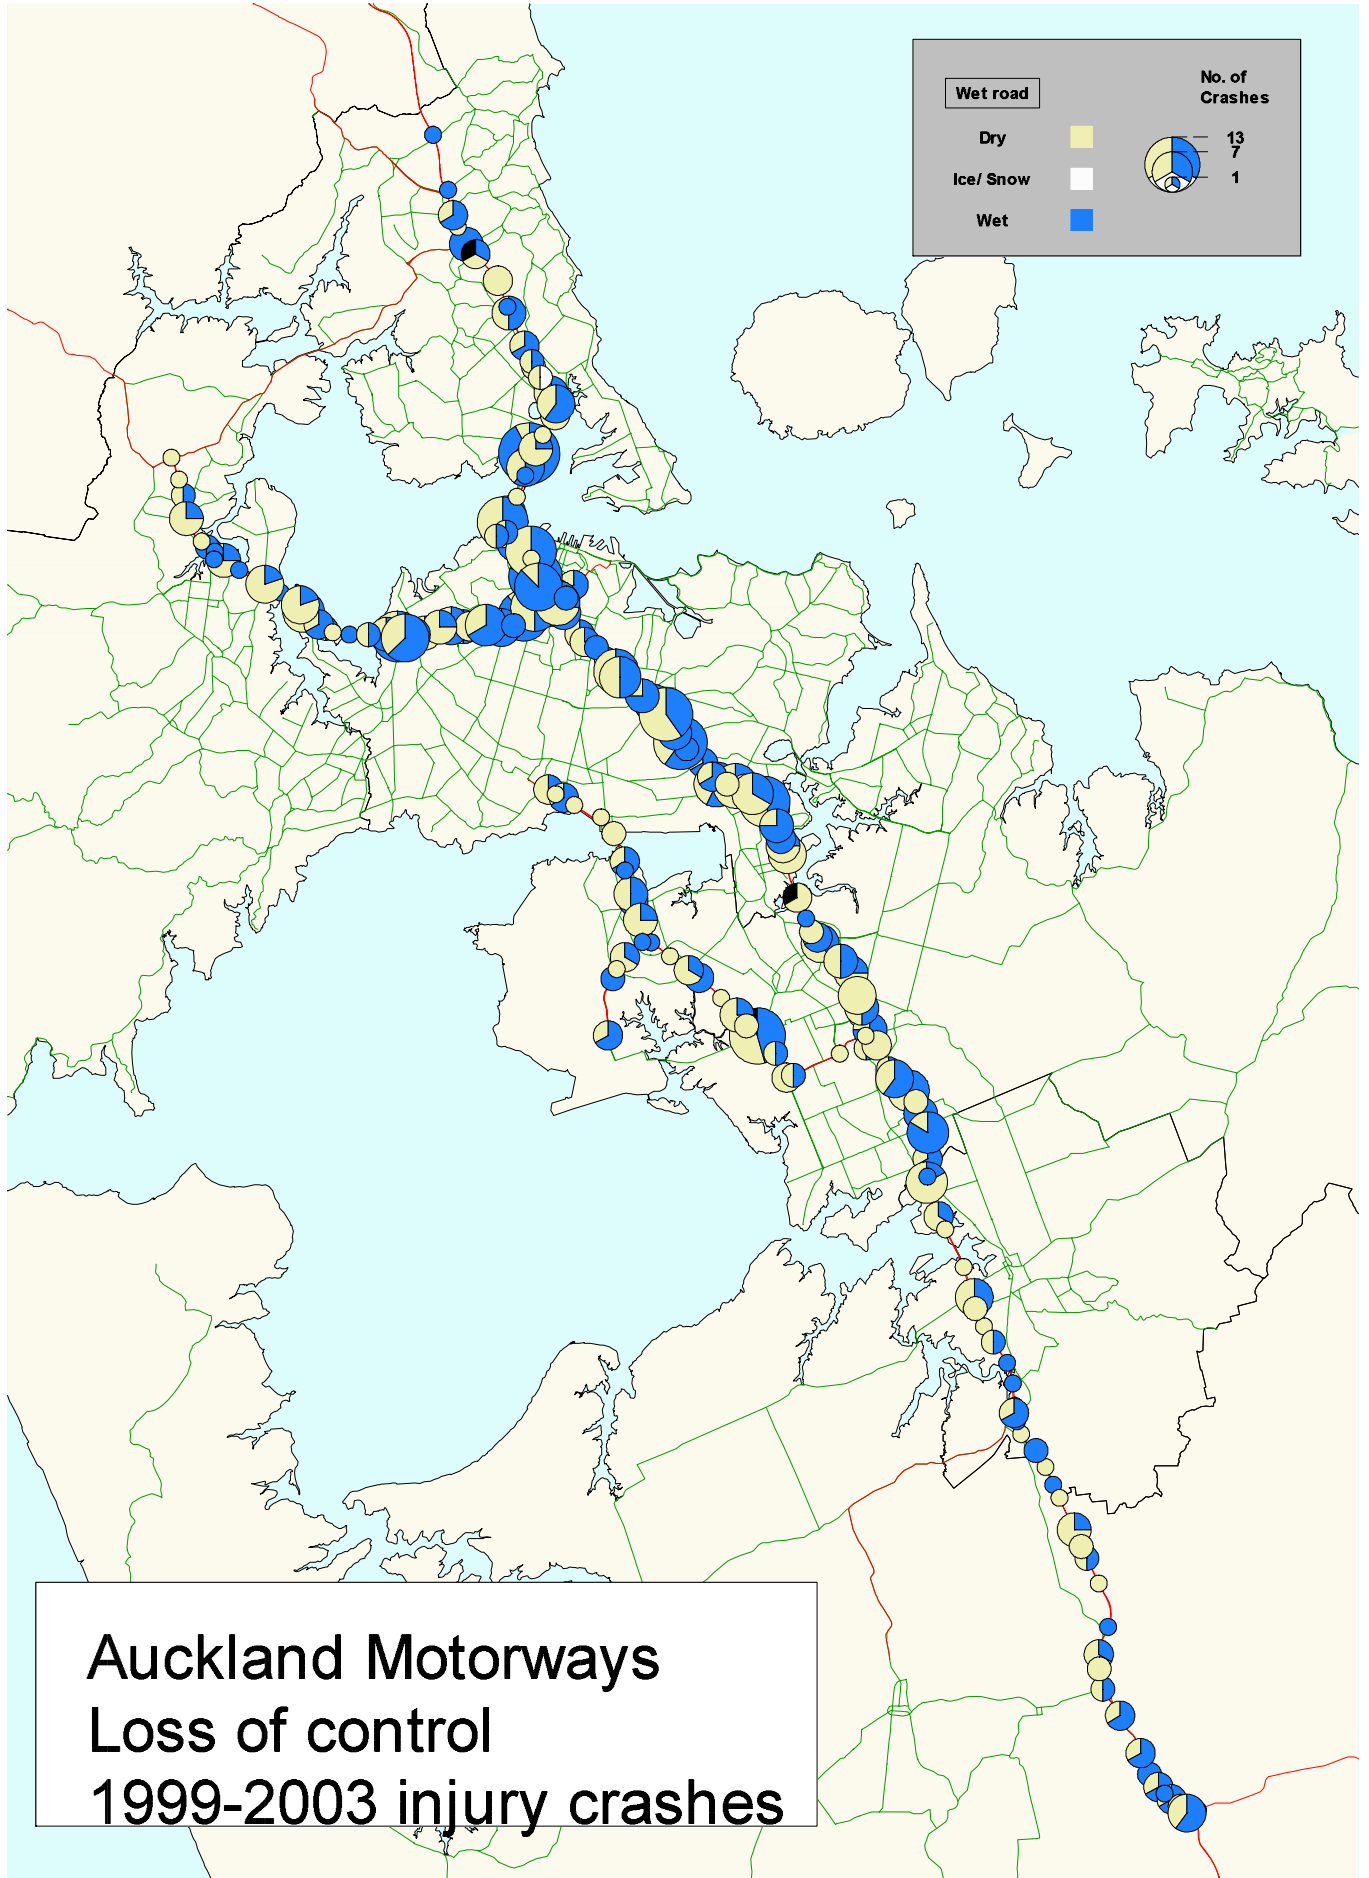 No. of
Crashes
Wet road
Dry
Ice/ Snow
Wet
13
7
1
Auckland Motorways
Loss of control
1999-2003 injury crashes